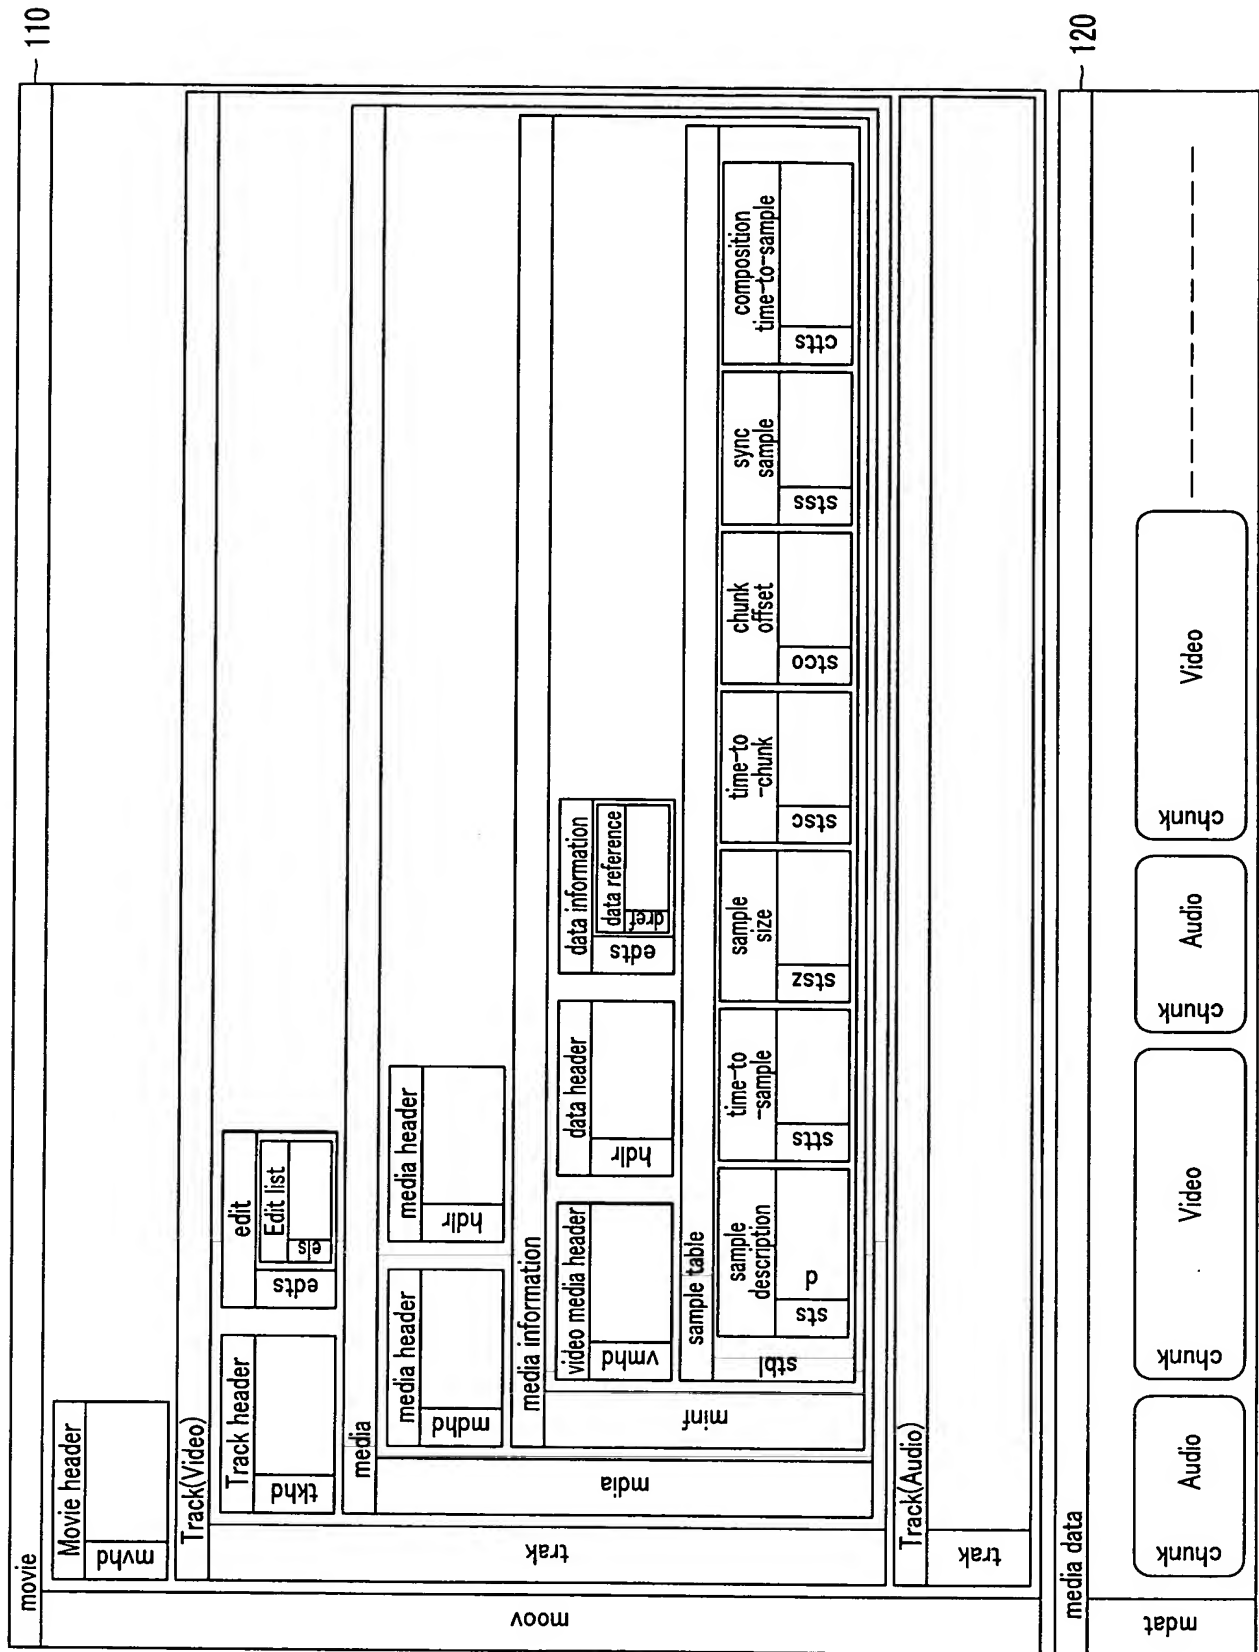 110
movie
moov
Movie header
mvhd
Track(Video)
trak
Track header
tkhd
edit
edts
Edit list
els
media
mdia
media header
mdhd
media header
hdlr
media information
minf
video media header
vmhd
data header
hdlr
data information
edts
data reference
dref
sample table
stbl
sample
description
sts
d
time-to
-sample
stts
sample
size
stsz
time-to
-chunk
stsc
chunk
offset
stco
sync
sample
stss
composition
time-to-sample
ctts
Track(Audio)
trak
120
media data
mdat
Audio
chunk
Video
chunk
Audio
chunk
Video
chunk